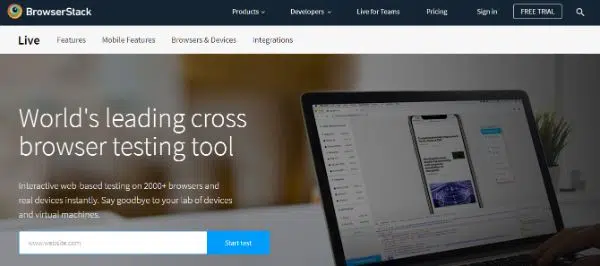 BrowserStack
Products
Developers
Live for Teams
Pricing
Sign in
FREE TRIAL
Live
Features
Mobile Features
Browsers & Devices
Integrations
World's leading cross
browser testing tool
Interactive web-based testing on 2000+ browsers and
real devices instantly. Say goodbye to your lab of devices
and virtual machines.
www.website.com
Start test